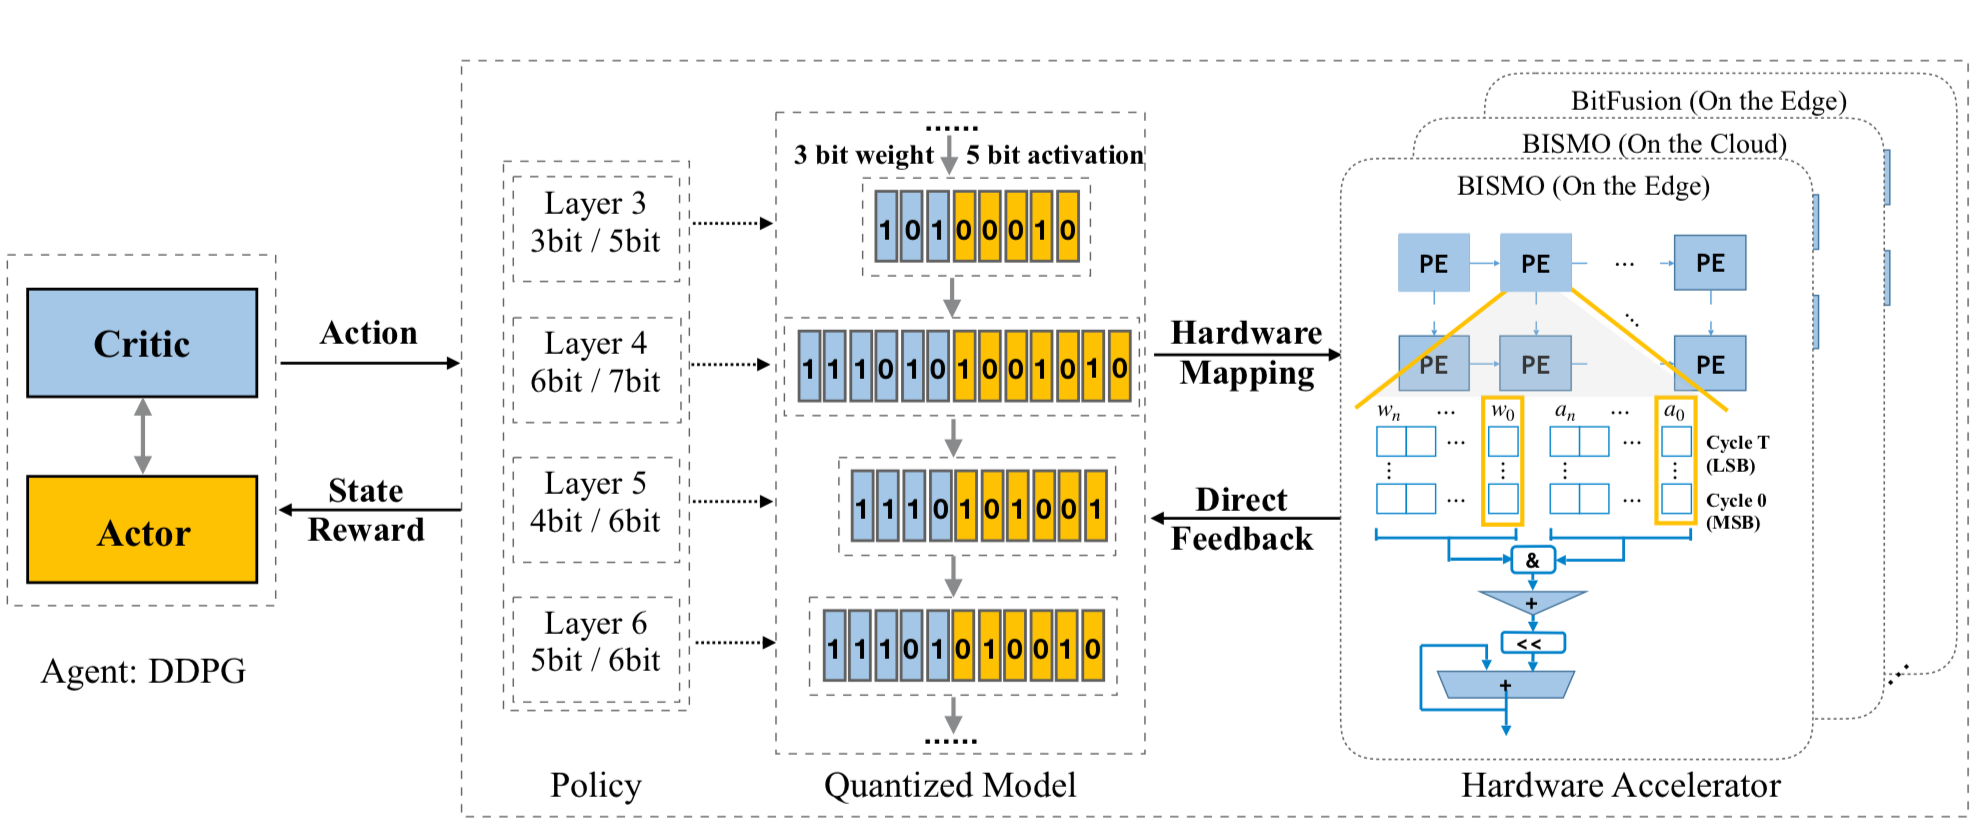 Critic
Actor
Agent: DDPG
Action
State
Reward
Layer 3
3bit / 5bit
Layer 4
6bit / 7bit
Layer 5
4bit / 6bit
Layer 6
5bit / 6bit
Policy
......
3 bit weight 5 bit activation
1 0 1 0 0 0 1 0
1 1 1 0 1 0 1 0 0 1 0 1 0
1 1 1 0 1 0 1 0 0 1
1 1 1 0 1 0 1 0 0 1 0
......
Quantized Model
Hardware
Mapping
Direct
Feedback
BitFusion (On the Edge)
BISMO (On the Cloud)
BISMO (On the Edge)
PE PE ... PE
PE PE PE
wn ... w0 an ... a0
... ... Cycle T
(LSB)
... ... Cycle 0
(MSB)
&
+
<<
+
Hardware Accelerator